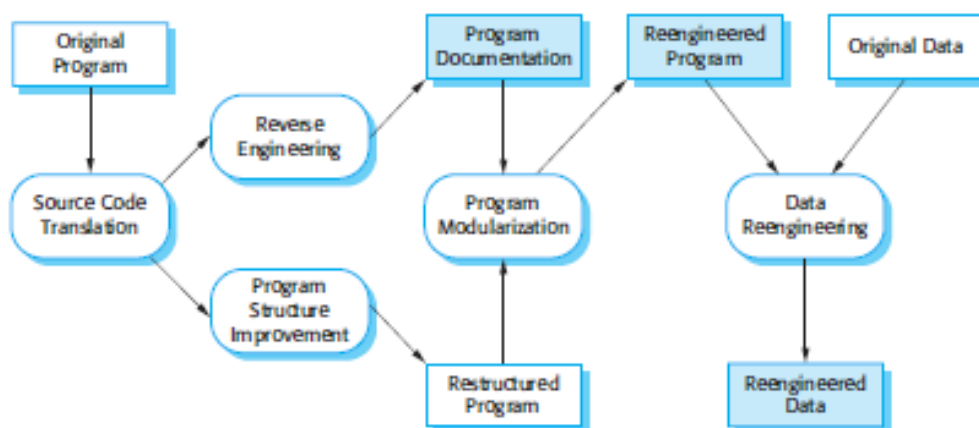 Original
Program
Program
Documentation
Reengineered
Program
Original Data
Reverse
Engineering
Source Code
Translation
Program
Modularization
Data
Reengineering
Program
Structure
Improvement
Restructured
Program
Reengineered
Data